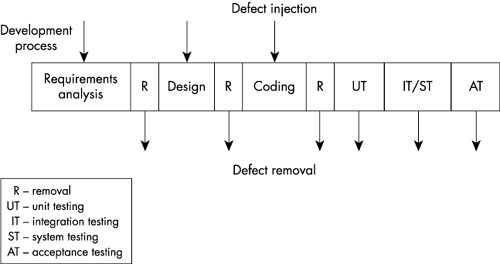 Defect injection
Development
process
Requirements
analysis
R
Design
R
Coding
R
UT
IT/ST
AT
Defect removal
R – removal
UT – unit testing
IT – integration testing
ST – system testing
AT – acceptance testing